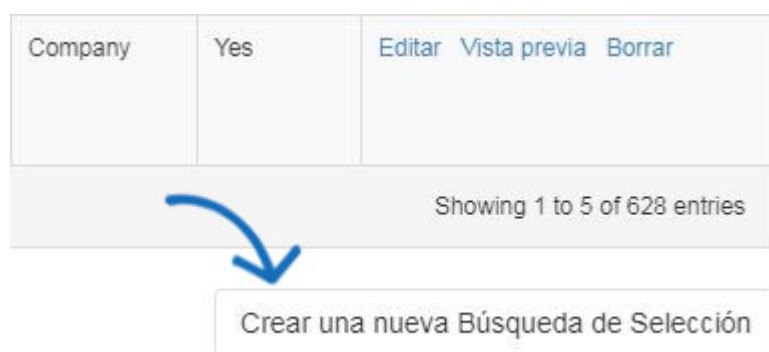 Company Yes Editar Vista previa Borrar
Showing 1 to 5 of 628 entries
Crear una nueva Búsqueda de Selección